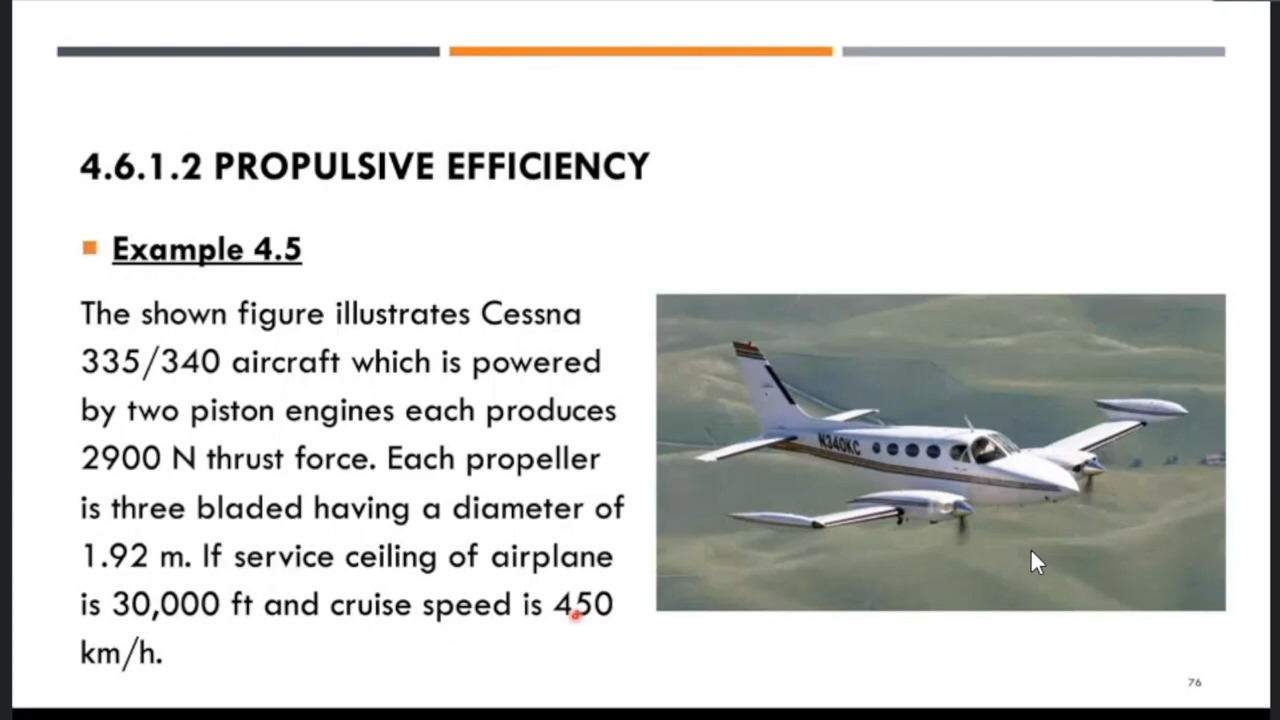 4.6.1.2 PROPULSIVE EFFICIENCY
Example 4.5
The shown figure illustrates Cessna
335/340 aircraft which is powered
by two piston engines each produces
2900 N thrust force. Each propeller
is three bladed having a diameter of
1.92 m. If service ceiling of airplane
is 30,000 ft and cruise speed is 450
km/h.
N340KC
76